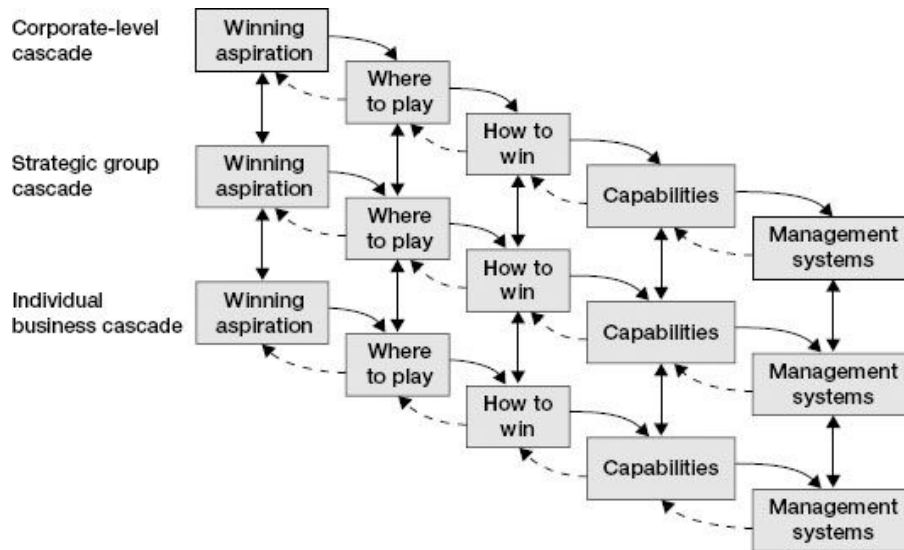 Corporate-level
cascade
Winning
aspiration
Where
to play
How to
win
Capabilities
Management
systems
Strategic group
cascade
Winning
aspiration
Where
to play
How to
win
Capabilities
Management
systems
Individual
business cascade
Winning
aspiration
Where
to play
How to
win
Capabilities
Management
systems